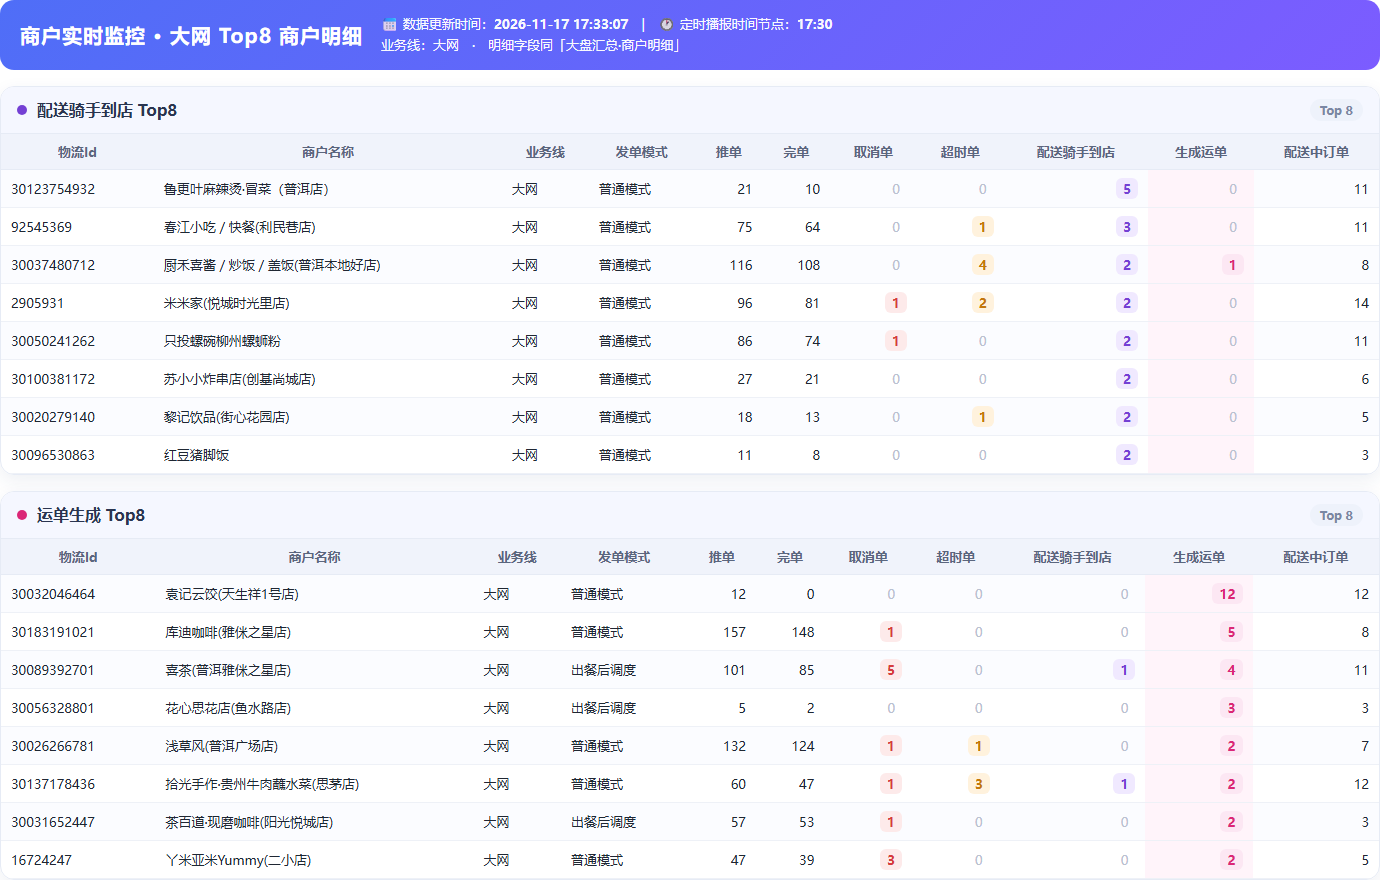 商户实时监控 • 大网 Top8 商户明细
数据更新时间：2026-11-17 17:33:07 | 定时播报时间节点：17:30
业务线：大网 · 明细字段同「大盘汇总·商户明细」
配送骑手到店 Top8 Top 8
物流Id 商户名称 业务线 发单模式 推单 完单 取消单 超时单 配送骑手到店 生成运单 配送中订单
30123754932 鲁更叶麻辣烫·冒菜（普洱店） 大网 普通模式 21 10 0 0 5 0 11
92545369 春江小吃 / 快餐(利民巷店) 大网 普通模式 75 64 0 1 3 0 11
30037480712 厨禾喜酱 / 炒饭 / 盖饭(普洱本地好店) 大网 普通模式 116 108 0 4 2 1 8
2905931 米米家(悦城时光里店) 大网 普通模式 96 81 1 2 2 0 14
30050241262 只投螺碗柳州螺蛳粉 大网 普通模式 86 74 1 0 2 0 11
30100381172 苏小小炸串店(创基尚城店) 大网 普通模式 27 21 0 0 2 0 6
30020279140 黎记饮品(街心花园店) 大网 普通模式 18 13 0 1 2 0 5
30096530863 红豆猪脚饭 大网 普通模式 11 8 0 0 2 0 3
运单生成 Top8 Top 8
物流Id 商户名称 业务线 发单模式 推单 完单 取消单 超时单 配送骑手到店 生成运单 配送中订单
30032046464 袁记云饺(天生祥1号店) 大网 普通模式 12 0 0 0 0 12 12
30183191021 库迪咖啡(雅侎之星店) 大网 普通模式 157 148 1 0 0 5 8
30089392701 喜茶(普洱雅侎之星店) 大网 出餐后调度 101 85 5 0 1 4 11
30056328801 花心思花店(鱼水路店) 大网 出餐后调度 5 2 0 0 0 3 3
30026266781 浅草风(普洱广场店) 大网 普通模式 132 124 1 1 0 2 7
30137178436 拾光手作·贵州牛肉蘸水菜(思茅店) 大网 普通模式 60 47 1 3 1 2 12
30031652447 茶百道·现磨咖啡(阳光悦城店) 大网 出餐后调度 57 53 1 0 0 2 3
16724247 丫米亚米Yummy(二小店) 大网 普通模式 47 39 3 0 0 2 5